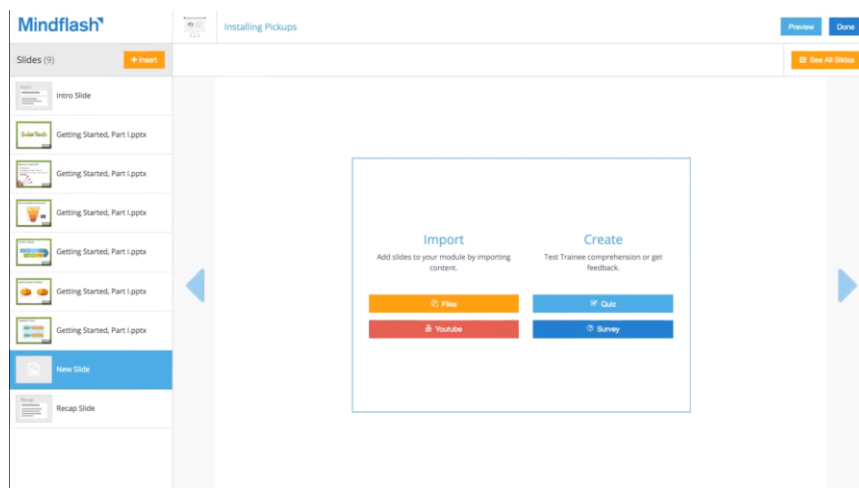 Mindflash
Installing Pickups
Preview
Done
Slides (9)
+ Insert
See All Slides
Intro Slide
SolarTech
Getting Started, Part I.pptx
Getting Started, Part I.pptx
Getting Started, Part I.pptx
Getting Started, Part I.pptx
Getting Started, Part I.pptx
Getting Started, Part I.pptx
New Slide
Recap
Recap Slide
Import
Add slides to your module by importing
content.
Files
Youtube
Create
Test Trainee comprehension or get
feedback.
Quiz
Survey